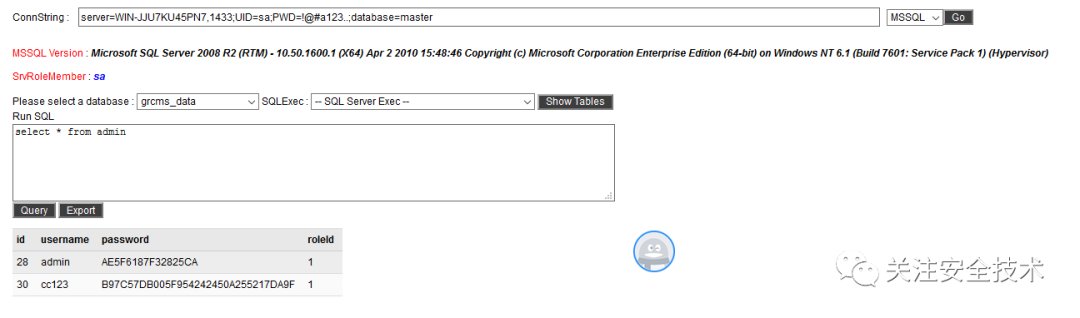 ConnString : server=WIN-JJU7KU45PN7,1433;UID=sa;PWD=!@#a123..;database=master MSSQL Go
MSSQL Version : Microsoft SQL Server 2008 R2 (RTM) - 10.50.1600.1 (X64) Apr 2 2010 15:48:46 Copyright (c) Microsoft Corporation Enterprise Edition (64-bit) on Windows NT 6.1 (Build 7601: Service Pack 1) (Hypervisor)
SrvRoleMember : sa
Please select a database : grcms_data SQLExec : -- SQL Server Exec -- Show Tables
Run SQL
select * from admin
Query Export
id username password roleId
28 admin AE5F6187F32825CA 1
30 cc123 B97C57DB005F954242450A255217DA9F 1
关注安全技术